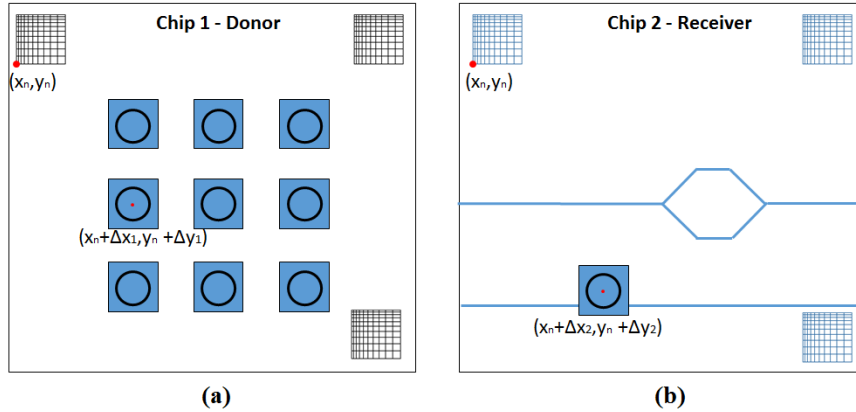 Chip 1 - Donor
(xₙ,yₙ)
(xₙ+Δx₁,yₙ +Δy₁)
(a)
Chip 2 - Receiver
(xₙ,yₙ)
(xₙ+Δx₂,yₙ +Δy₂)
(b)